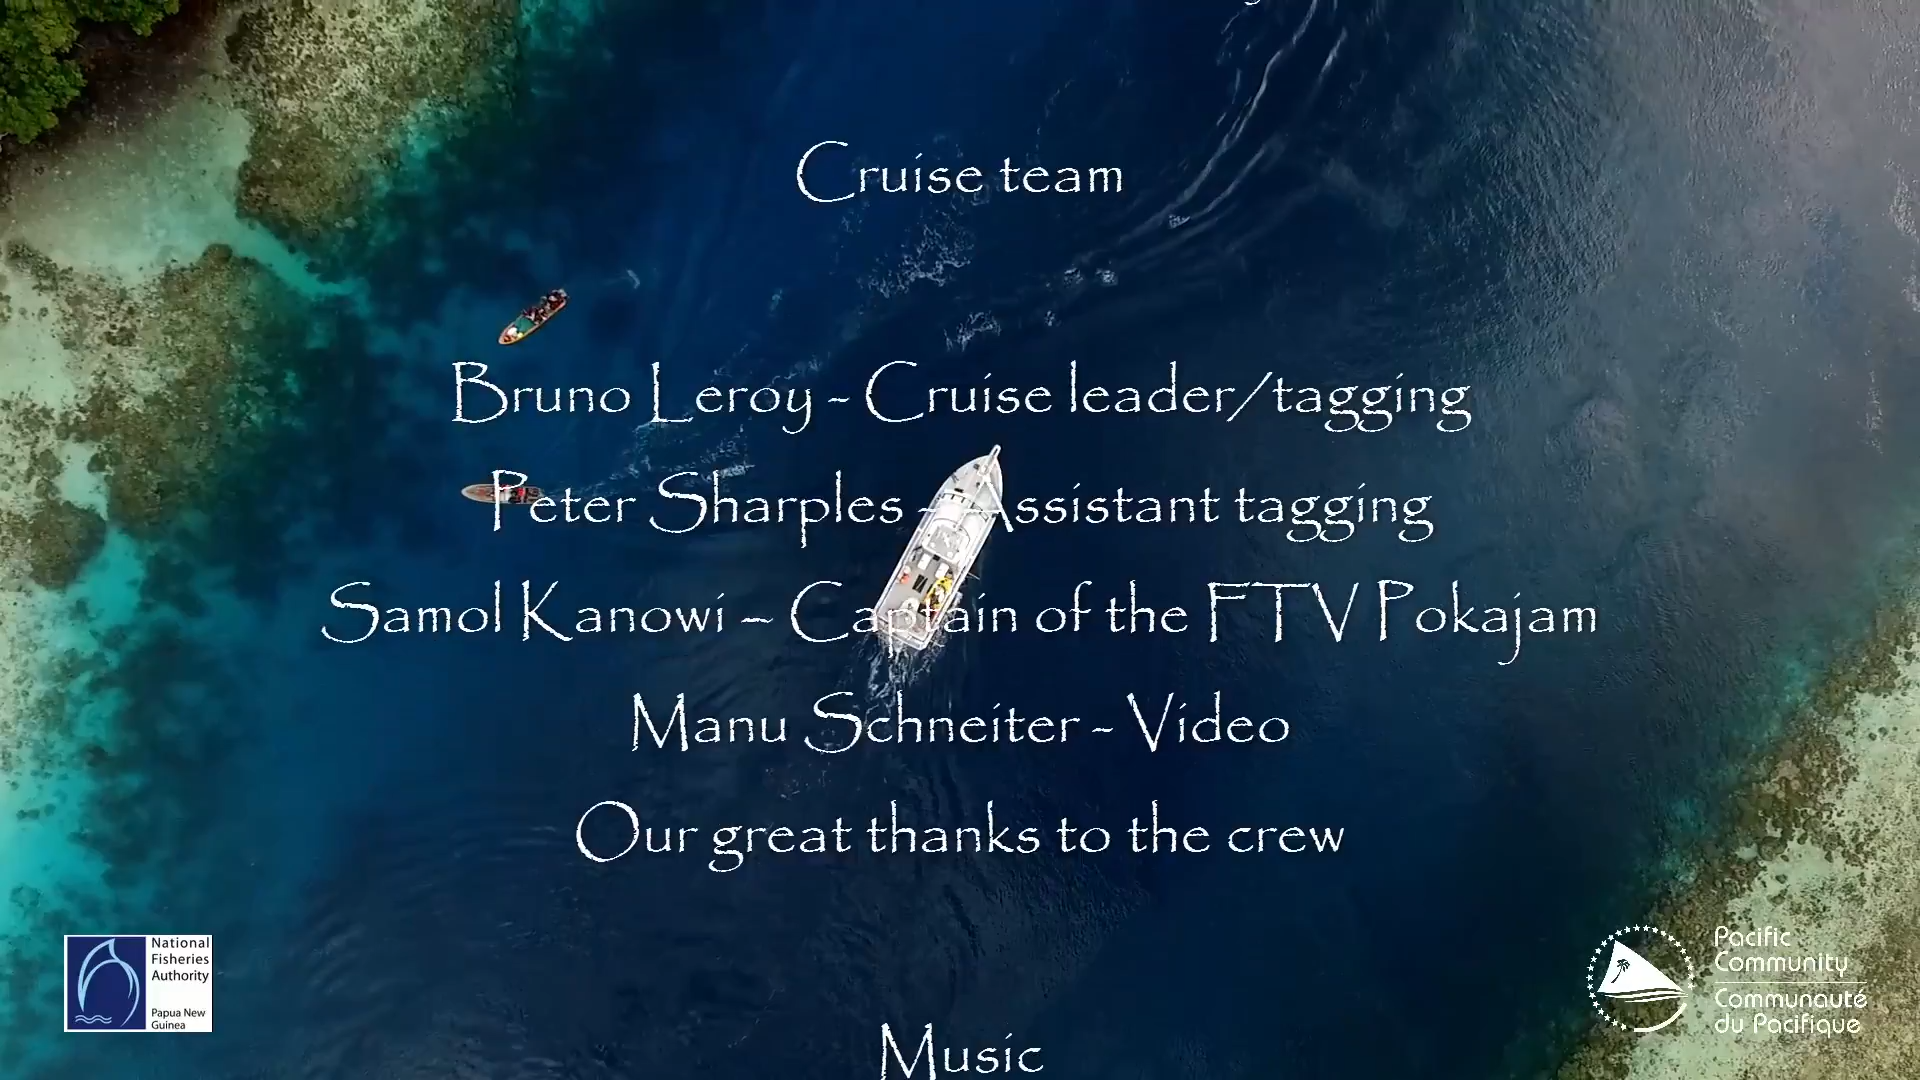 Cruise team
Bruno Leroy - Cruise leader/tagging
Peter Sharples - Assistant tagging
Samol Kanowi – Captain of the FTV Pokajam
Manu Schneiter - Video
Our great thanks to the crew
National
Fisheries
Authority
Papua New
Guinea
Pacific
Community
Communauté
du Pacifique
Music